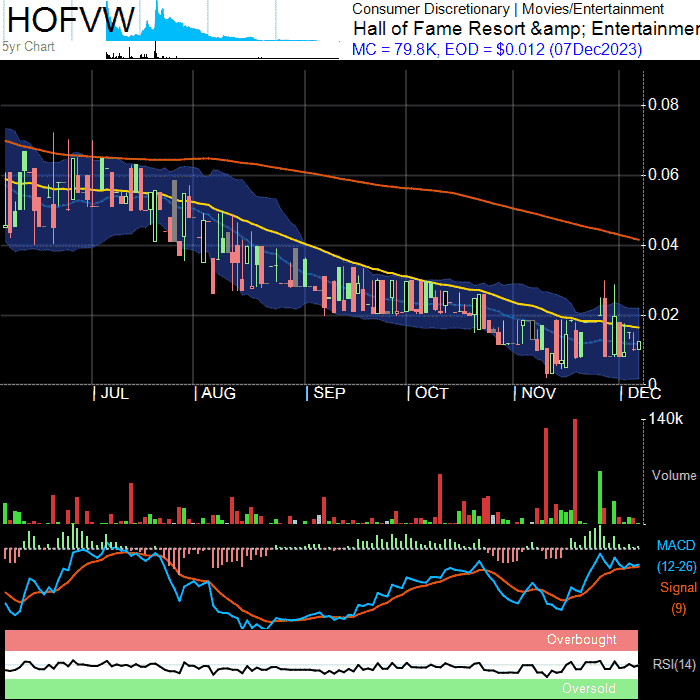 HOFVW
5yr Chart
Consumer Discretionary | Movies/Entertainment
Hall of Fame Resort &amp; Entertainmer
MC = 79.8K, EOD = $0.012 (07Dec2023)
0.08
0.06
0.04
0.02
0
JUL AUG SEP OCT NOV DEC
140k
Volume
MACD
(12-26)
Signal
(9)
Overbought
RSI(14)
Oversold